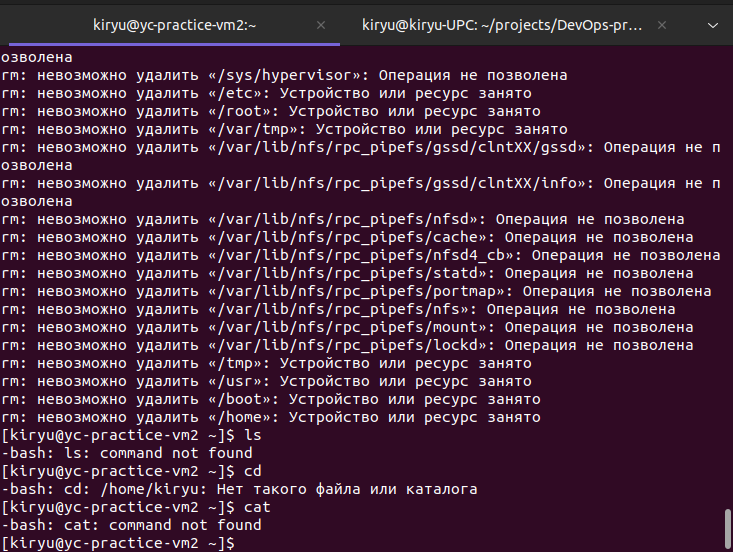 kiryu@yc-practice-vm2:~ × kiryu@kiryu-UPC: ~/projects/DevOps-pr… ×
озволена
rm: невозможно удалить «/sys/hypervisor»: Операция не позволена
rm: невозможно удалить «/etc»: Устройство или ресурс занято
rm: невозможно удалить «/root»: Устройство или ресурс занято
rm: невозможно удалить «/var/tmp»: Устройство или ресурс занято
rm: невозможно удалить «/var/lib/nfs/rpc_pipefs/gssd/clntXX/gssd»: Операция не п
озволена
rm: невозможно удалить «/var/lib/nfs/rpc_pipefs/gssd/clntXX/info»: Операция не п
озволена
rm: невозможно удалить «/var/lib/nfs/rpc_pipefs/nfsd»: Операция не позволена
rm: невозможно удалить «/var/lib/nfs/rpc_pipefs/cache»: Операция не позволена
rm: невозможно удалить «/var/lib/nfs/rpc_pipefs/nfsd4_cb»: Операция не позволена
rm: невозможно удалить «/var/lib/nfs/rpc_pipefs/statd»: Операция не позволена
rm: невозможно удалить «/var/lib/nfs/rpc_pipefs/portmap»: Операция не позволена
rm: невозможно удалить «/var/lib/nfs/rpc_pipefs/nfs»: Операция не позволена
rm: невозможно удалить «/var/lib/nfs/rpc_pipefs/mount»: Операция не позволена
rm: невозможно удалить «/var/lib/nfs/rpc_pipefs/lockd»: Операция не позволена
rm: невозможно удалить «/tmp»: Устройство или ресурс занято
rm: невозможно удалить «/usr»: Устройство или ресурс занято
rm: невозможно удалить «/boot»: Устройство или ресурс занято
rm: невозможно удалить «/home»: Устройство или ресурс занято
[kiryu@yc-practice-vm2 ~]$ ls
-bash: ls: command not found
[kiryu@yc-practice-vm2 ~]$ cd
-bash: cd: /home/kiryu: Нет такого файла или каталога
[kiryu@yc-practice-vm2 ~]$ cat
-bash: cat: command not found
[kiryu@yc-practice-vm2 ~]$